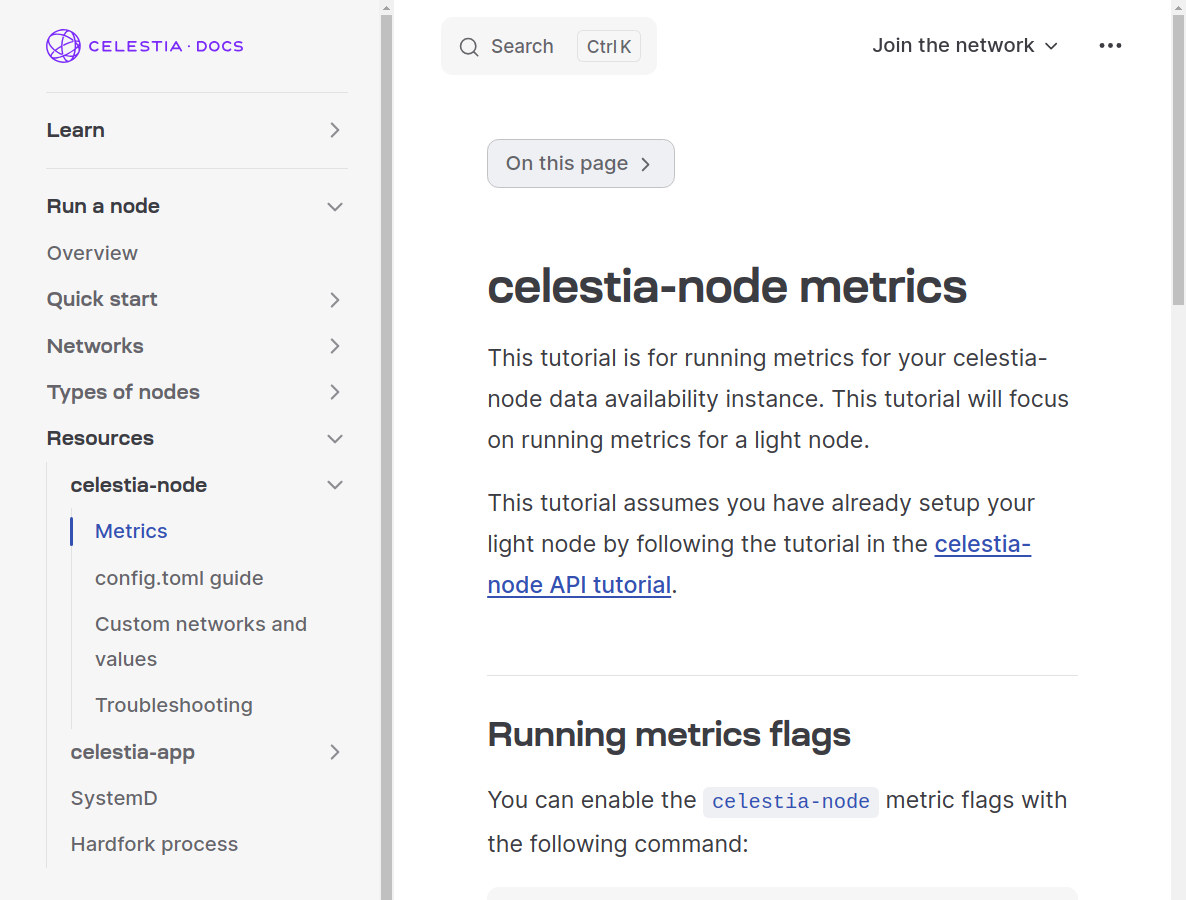 CELESTIA · DOCS
Learn
Run a node
Overview
Quick start
Networks
Types of nodes
Resources
celestia-node
Metrics
config.toml guide
Custom networks and
values
Troubleshooting
celestia-app
SystemD
Hardfork process
Search
Ctrl K
Join the network
On this page
celestia-node metrics
This tutorial is for running metrics for your celestia-
node data availability instance. This tutorial will focus
on running metrics for a light node.
This tutorial assumes you have already setup your
light node by following the tutorial in the celestia-
node API tutorial.
Running metrics flags
You can enable the celestia-node metric flags with
the following command: